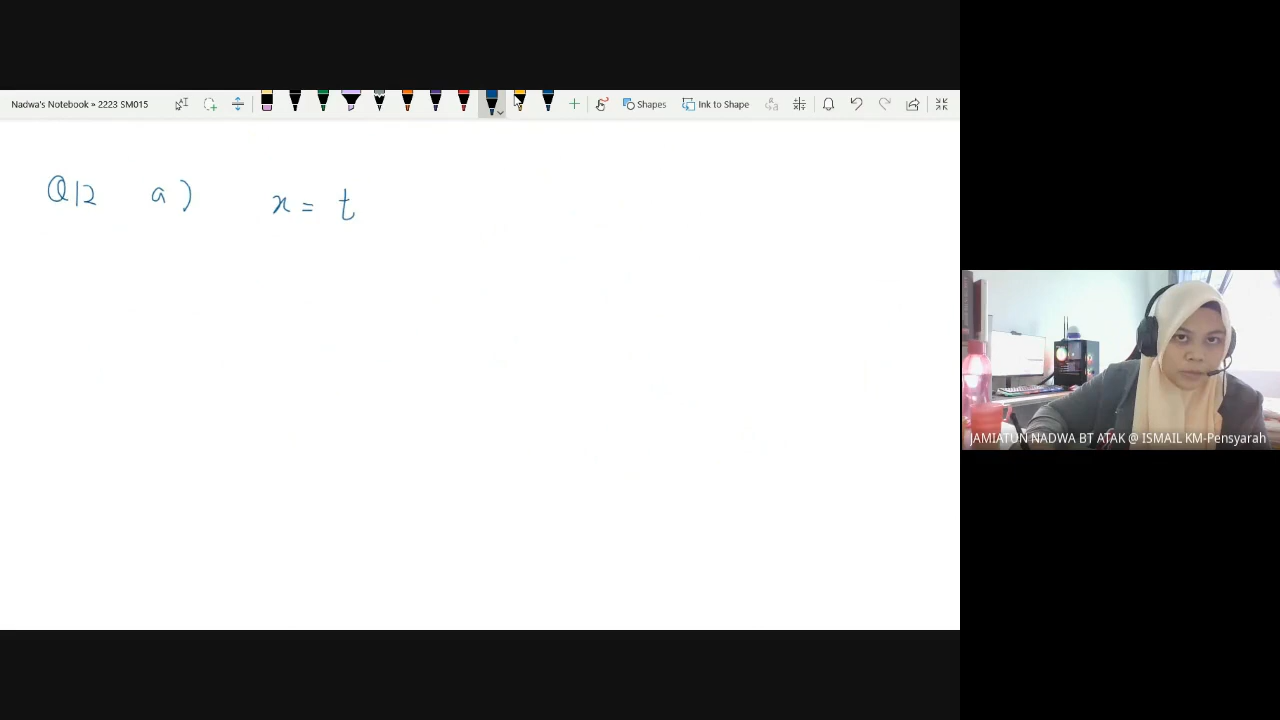 Nadwa's Notebook » 2223 SM015
Shapes
Ink to Shape
Q12 a) x = t
JAMIATUN NADWA BT ATAK @ ISMAIL KM-Pensyarah